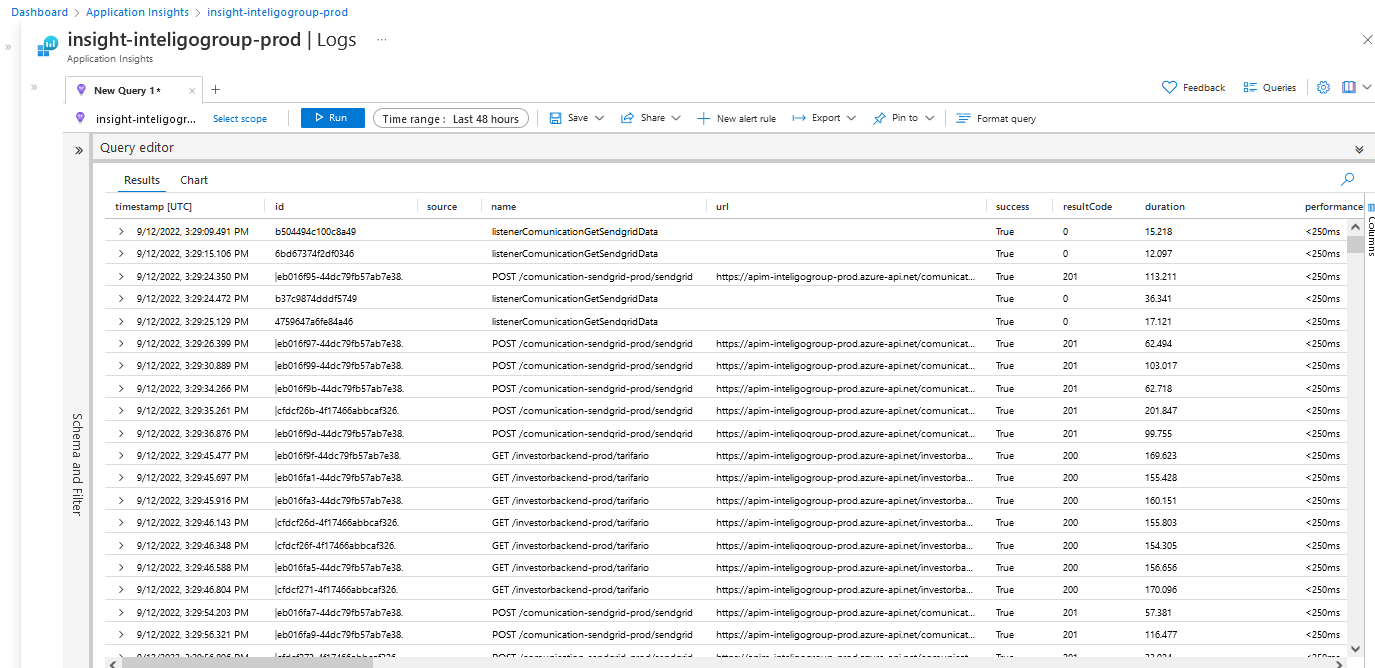 Dashboard > Application Insights > insight-inteligogroup-prod
insight-inteligogroup-prod | Logs ...
Application Insights
New Query 1*
Feedback Queries
insight-inteligogr... Select scope Run Time range : Last 48 hours Save Share New alert rule Export Pin to Format query
Query editor
Schema and Filter
Results Chart
Columns
timestamp [UTC] id source name url success resultCode duration performance
9/12/2022, 3:29:09.491 PM b504494c100c8a49 listenerComunicationGetSendgridData True 0 15.218 <250ms
9/12/2022, 3:29:15.106 PM 6bd67374f2df0346 listenerComunicationGetSendgridData True 0 12.097 <250ms
9/12/2022, 3:29:24.350 PM |eb016f95-44dc79fb57ab7e38. POST /comunication-sendgrid-prod/sendgrid https://apim-inteligogroup-prod.azure-api.net/comunicat... True 201 113.211 <250ms
9/12/2022, 3:29:24.472 PM b37c9874dddf5749 listenerComunicationGetSendgridData True 0 36.341 <250ms
9/12/2022, 3:29:25.129 PM 4759647a6fe84a46 listenerComunicationGetSendgridData True 0 17.121 <250ms
9/12/2022, 3:29:26.399 PM |eb016f97-44dc79fb57ab7e38. POST /comunication-sendgrid-prod/sendgrid https://apim-inteligogroup-prod.azure-api.net/comunicat... True 201 62.494 <250ms
9/12/2022, 3:29:30.889 PM |eb016f99-44dc79fb57ab7e38. POST /comunication-sendgrid-prod/sendgrid https://apim-inteligogroup-prod.azure-api.net/comunicat... True 201 103.017 <250ms
9/12/2022, 3:29:34.266 PM |eb016f9b-44dc79fb57ab7e38. POST /comunication-sendgrid-prod/sendgrid https://apim-inteligogroup-prod.azure-api.net/comunicat... True 201 62.718 <250ms
9/12/2022, 3:29:35.261 PM |cfdcf26b-4f17466abbcaf326. POST /comunication-sendgrid-prod/sendgrid https://apim-inteligogroup-prod.azure-api.net/comunicat... True 201 201.847 <250ms
9/12/2022, 3:29:36.876 PM |eb016f9d-44dc79fb57ab7e38. POST /comunication-sendgrid-prod/sendgrid https://apim-inteligogroup-prod.azure-api.net/comunicat... True 201 99.755 <250ms
9/12/2022, 3:29:45.477 PM |eb016f9f-44dc79fb57ab7e38. GET /investorbackend-prod/tarifario https://apim-inteligogroup-prod.azure-api.net/investorba... True 200 169.623 <250ms
9/12/2022, 3:29:45.697 PM |eb016fa1-44dc79fb57ab7e38. GET /investorbackend-prod/tarifario https://apim-inteligogroup-prod.azure-api.net/investorba... True 200 155.428 <250ms
9/12/2022, 3:29:45.916 PM |eb016fa3-44dc79fb57ab7e38. GET /investorbackend-prod/tarifario https://apim-inteligogroup-prod.azure-api.net/investorba... True 200 160.151 <250ms
9/12/2022, 3:29:46.143 PM |cfdcf26d-4f17466abbcaf326. GET /investorbackend-prod/tarifario https://apim-inteligogroup-prod.azure-api.net/investorba... True 200 155.803 <250ms
9/12/2022, 3:29:46.348 PM |cfdcf26f-4f17466abbcaf326. GET /investorbackend-prod/tarifario https://apim-inteligogroup-prod.azure-api.net/investorba... True 200 154.305 <250ms
9/12/2022, 3:29:46.588 PM |eb016fa5-44dc79fb57ab7e38. GET /investorbackend-prod/tarifario https://apim-inteligogroup-prod.azure-api.net/investorba... True 200 156.656 <250ms
9/12/2022, 3:29:46.804 PM |cfdcf271-4f17466abbcaf326. GET /investorbackend-prod/tarifario https://apim-inteligogroup-prod.azure-api.net/investorba... True 200 170.096 <250ms
9/12/2022, 3:29:54.203 PM |eb016fa7-44dc79fb57ab7e38. POST /comunication-sendgrid-prod/sendgrid https://apim-inteligogroup-prod.azure-api.net/comunicat... True 201 57.381 <250ms
9/12/2022, 3:29:56.321 PM |eb016fa9-44dc79fb57ab7e38. POST /comunication-sendgrid-prod/sendgrid https://apim-inteligogroup-prod.azure-api.net/comunicat... True 201 116.477 <250ms